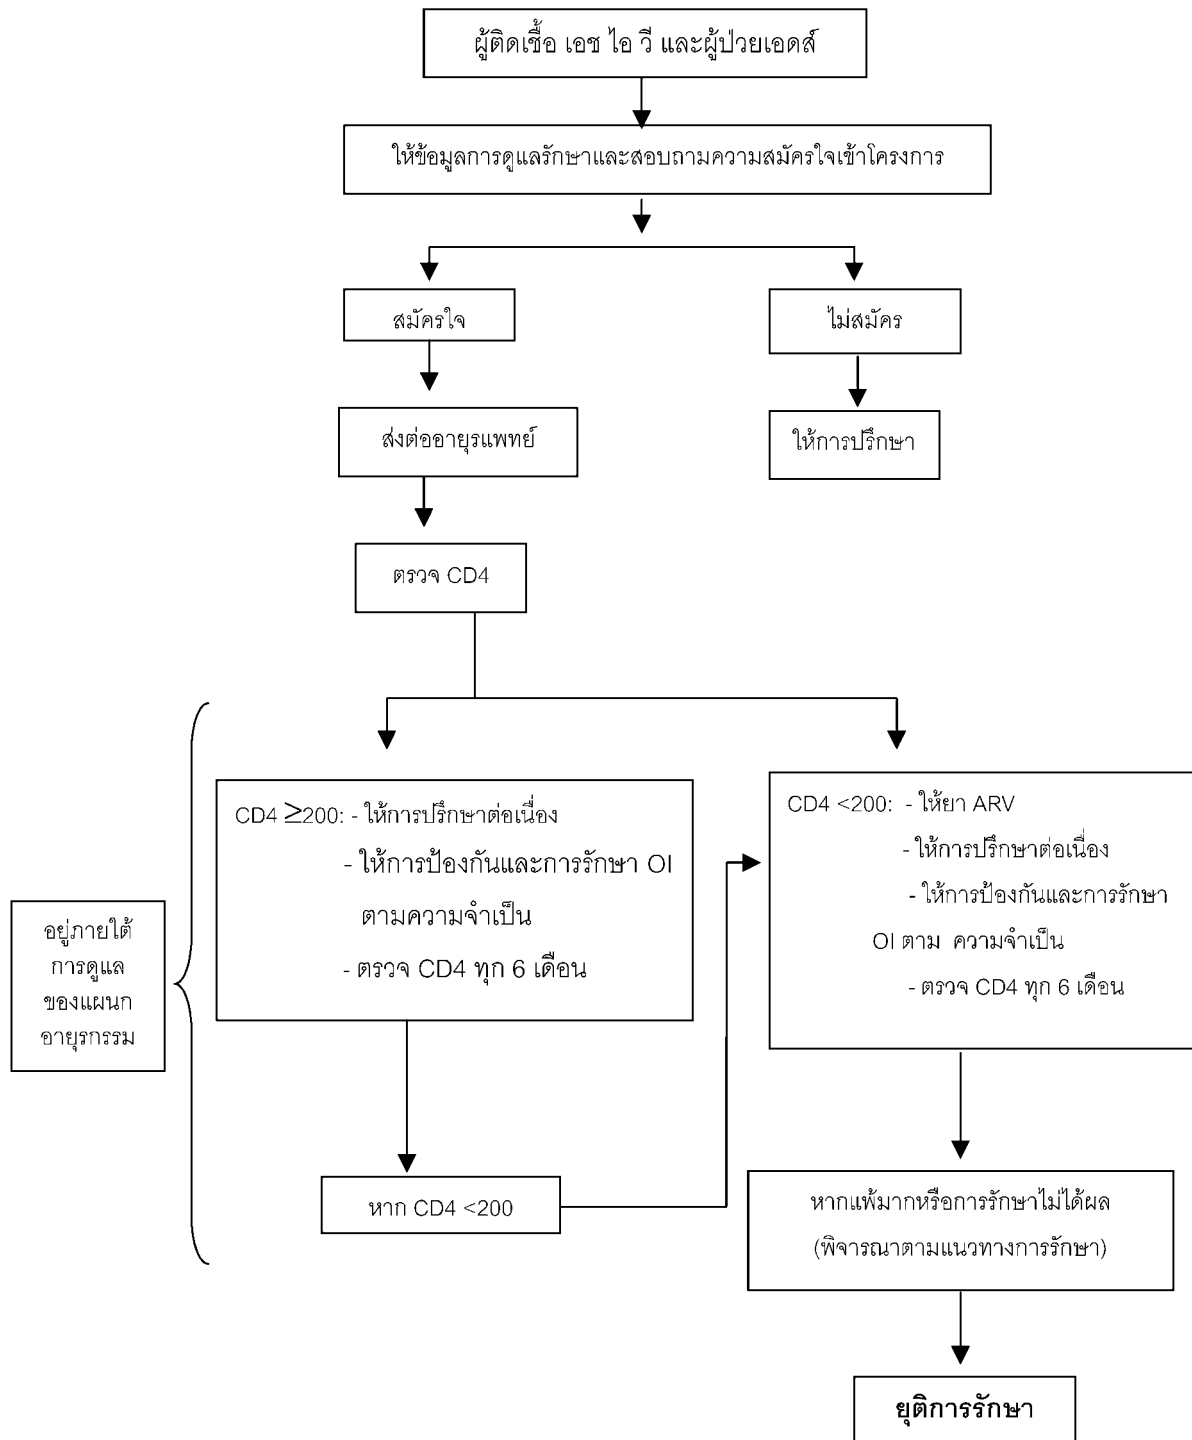 ผู้ติดเชื้อ เอช ไอ วี และผู้ป่วยเอดส์
ให้ข้อมูลการดูแลรักษาและสอบถามความสมัครใจเข้าโครงการ
สมัครใจ
ไม่สมัคร
ส่งต่ออายุรแพทย์
ให้การปรึกษา
ตรวจ CD4
CD4 ≥200: - ให้การปรึกษาต่อเนื่อง
- ให้การป้องกันและการรักษา OI
ตามความจำเป็น
- ตรวจ CD4 ทุก 6 เดือน
CD4 <200: - ให้ยา ARV
- ให้การปรึกษาต่อเนื่อง
- ให้การป้องกันและการรักษา
OI ตาม ความจำเป็น
- ตรวจ CD4 ทุก 6 เดือน
อยู่ภายใต้
การดูแล
ของแผนก
อายุรกรรม
หาก CD4 <200
หากแพ้มากหรือการรักษาไม่ได้ผล
(พิจารณาตามแนวทางการรักษา)
ยุติการรักษา